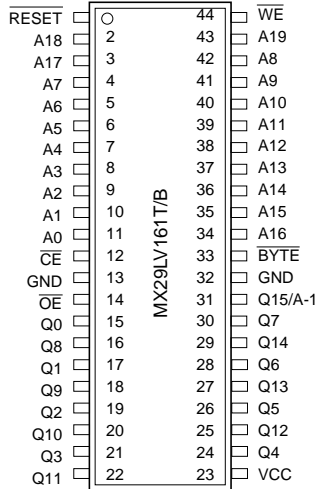 RESET 44 WE
A18 2 43 A19
A17 3 42 A8
A7 4 41 A9
A6 5 40 A10
A5 6 39 A11
A4 7 38 A12
A3 8 37 A13
A2 9 36 A14
A1 10 35 A15
A0 11 34 A16
CE 12 33 BYTE
GND 13 32 GND
OE 14 31 Q15/A-1
Q0 15 30 Q7
Q8 16 29 Q14
Q1 17 28 Q6
Q9 18 27 Q13
Q2 19 26 Q5
Q10 20 25 Q12
Q3 21 24 Q4
Q11 22 23 VCC
MX29LV161T/B